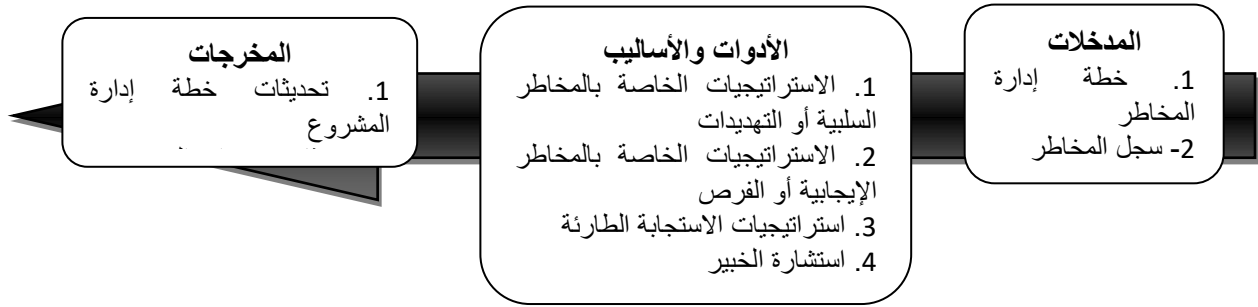 المدخلات
1. خطة إدارة
المخاطر
2- سجل المخاطر
الأدوات والأساليب
1. الاستراتيجيات الخاصة بالمخاطر
السلبية أو التهديدات
2. الاستراتيجيات الخاصة بالمخاطر
الإيجابية أو الفرص
3. استراتيجيات الاستجابة الطارئة
4. استشارة الخبير
المخرجات
1. تحديثات خطة إدارة
المشروع